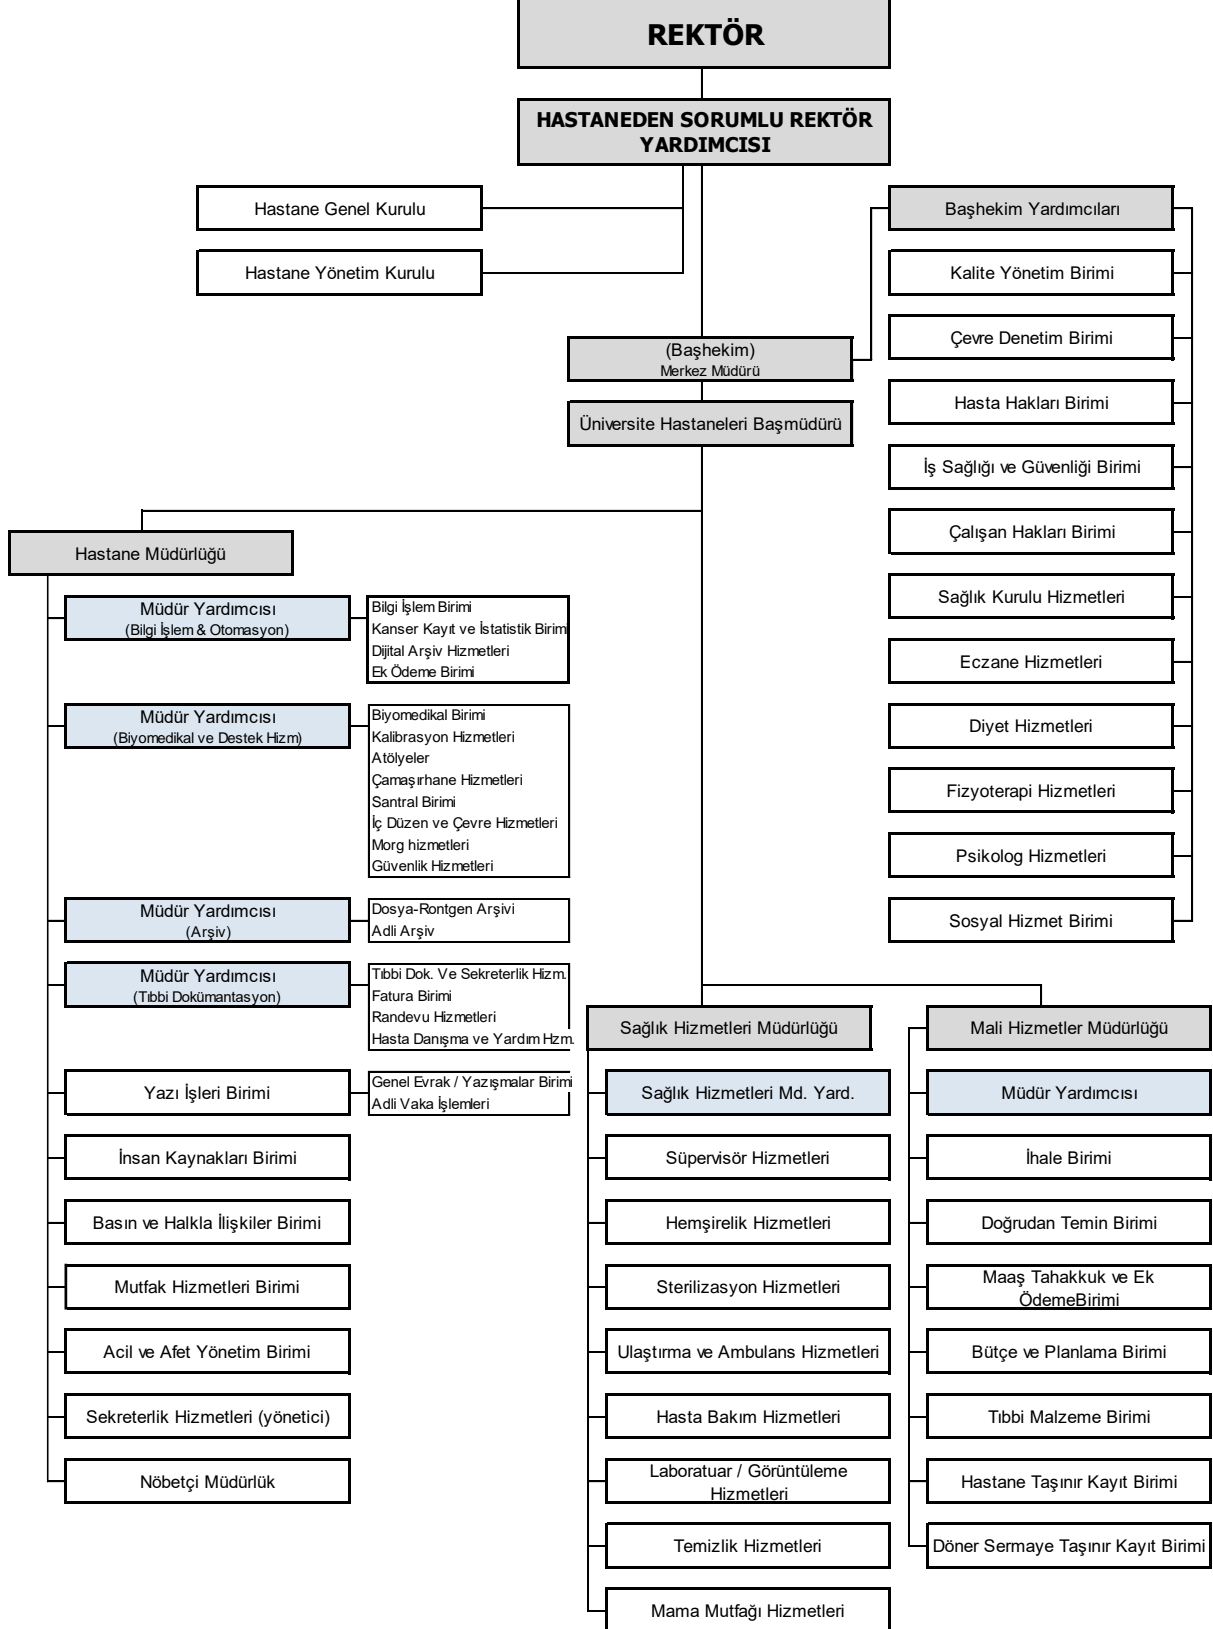 REKTÖR
HASTANEDEN SORUMLU REKTÖR
YARDIMCISI
Hastane Genel Kurulu
Hastane Yönetim Kurulu
(Başhekim)
Merkez Müdürü
Üniversite Hastaneleri Başmüdürü
Başhekim Yardımcıları
Kalite Yönetim Birimi
Çevre Denetim Birimi
Hasta Hakları Birimi
İş Sağlığı ve Güvenliği Birimi
Çalışan Hakları Birimi
Sağlık Kurulu Hizmetleri
Eczane Hizmetleri
Diyet Hizmetleri
Fizyoterapi Hizmetleri
Psikolog Hizmetleri
Sosyal Hizmet Birimi
Hastane Müdürlüğü
Müdür Yardımcısı
(Bilgi İşlem & Otomasyon)
Bilgi İşlem Birimi
Kanser Kayıt ve İstatistik Birim
Dijital Arşiv Hizmetleri
Ek Ödeme Birimi
Müdür Yardımcısı
(Biyomedikal ve Destek Hizm)
Biyomedikal Birimi
Kalibrasyon Hizmetleri
Atölyeler
Çamaşırhane Hizmetleri
Santral Birimi
İç Düzen ve Çevre Hizmetleri
Morg hizmetleri
Güvenlik Hizmetleri
Müdür Yardımcısı
(Arşiv)
Dosya-Rontgen Arşivi
Adli Arşiv
Müdür Yardımcısı
(Tıbbi Dokümantasyon)
Tıbbi Dok. Ve Sekreterlik Hizm.
Fatura Birimi
Randevu Hizmetleri
Hasta Danışma ve Yardım Hzm.
Yazı İşleri Birimi
Genel Evrak / Yazışmalar Birimi
Adli Vaka İşlemleri
İnsan Kaynakları Birimi
Basın ve Halkla İlişkiler Birimi
Mutfak Hizmetleri Birimi
Acil ve Afet Yönetim Birimi
Sekreterlik Hizmetleri (yönetici)
Nöbetçi Müdürlük
Sağlık Hizmetleri Müdürlüğü
Sağlık Hizmetleri Md. Yard.
Süpervisör Hizmetleri
Hemşirelik Hizmetleri
Sterilizasyon Hizmetleri
Ulaştırma ve Ambulans Hizmetleri
Hasta Bakım Hizmetleri
Laboratuar / Görüntüleme
Hizmetleri
Temizlik Hizmetleri
Mama Mutfağı Hizmetleri
Mali Hizmetler Müdürlüğü
Müdür Yardımcısı
İhale Birimi
Doğrudan Temin Birimi
Maaş Tahakkuk ve Ek
ÖdemeBirimi
Bütçe ve Planlama Birimi
Tıbbi Malzeme Birimi
Hastane Taşınır Kayıt Birimi
Döner Sermaye Taşınır Kayıt Birimi